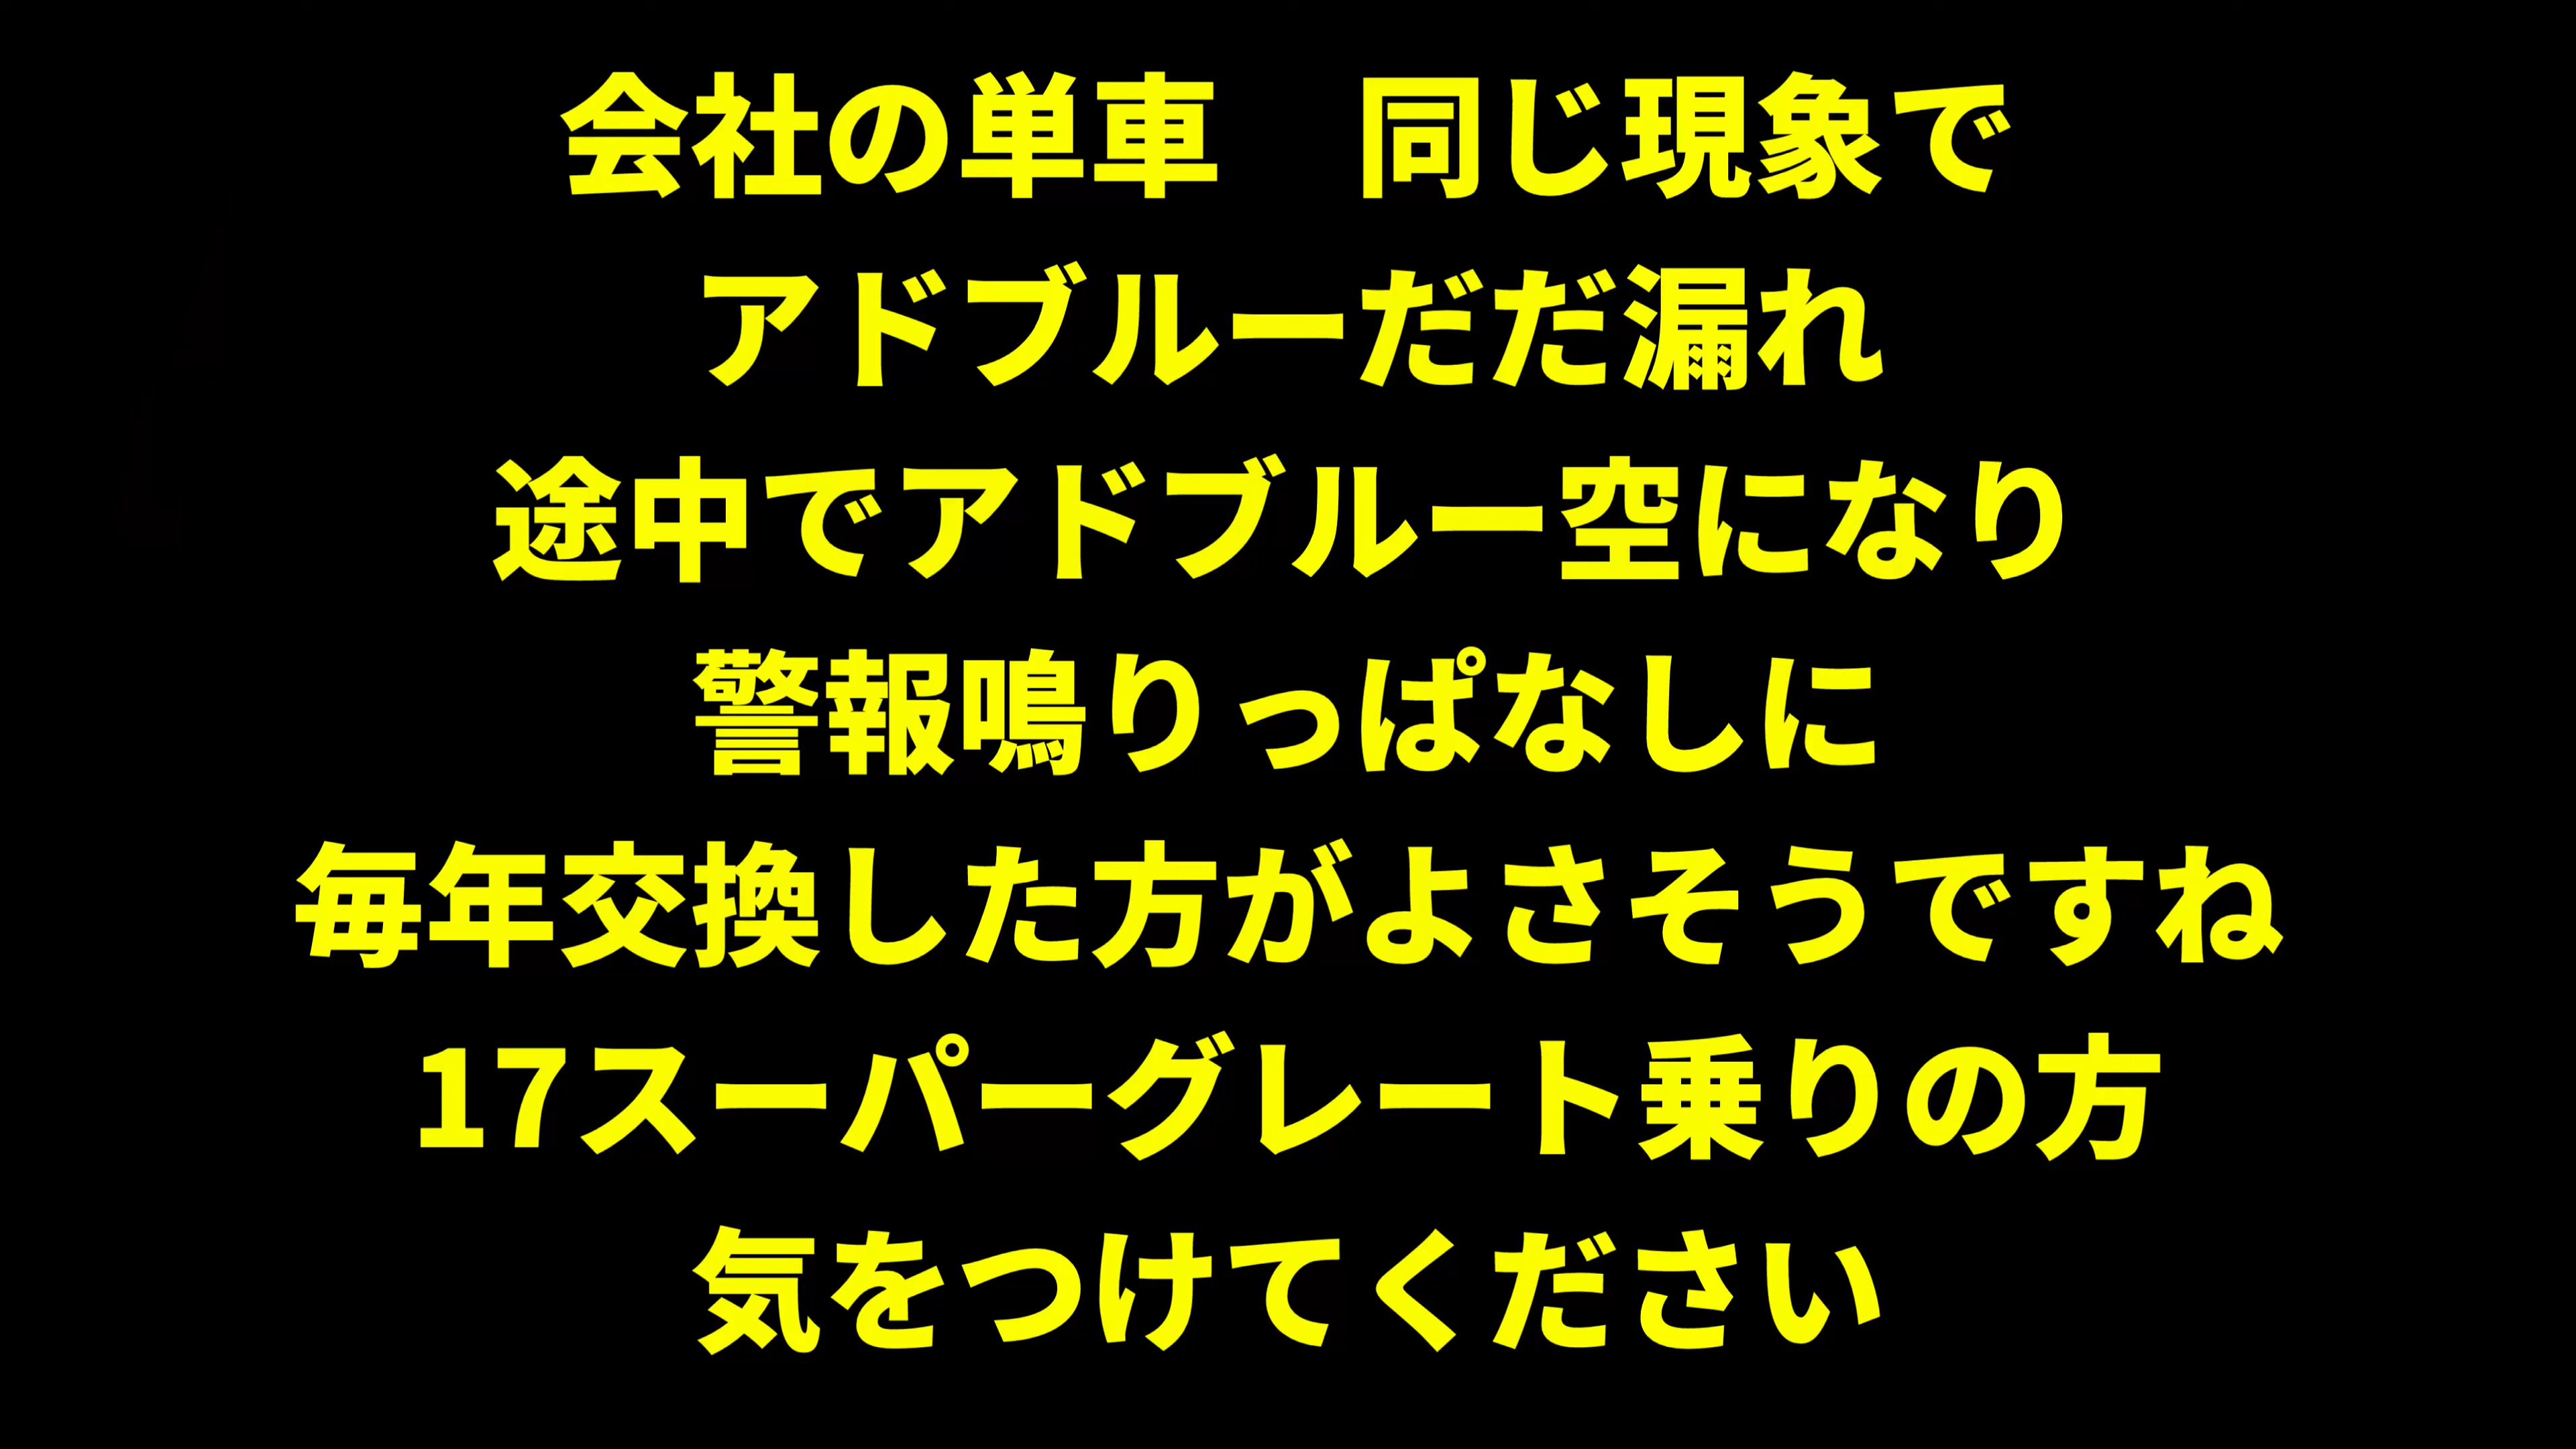 会社の単車　同じ現象で
アドブルーだだ漏れ
途中でアドブルー空になり
警報鳴りっぱなしに
毎年交換した方がよさそうですね
17スーパーグレート乗りの方
気をつけてください